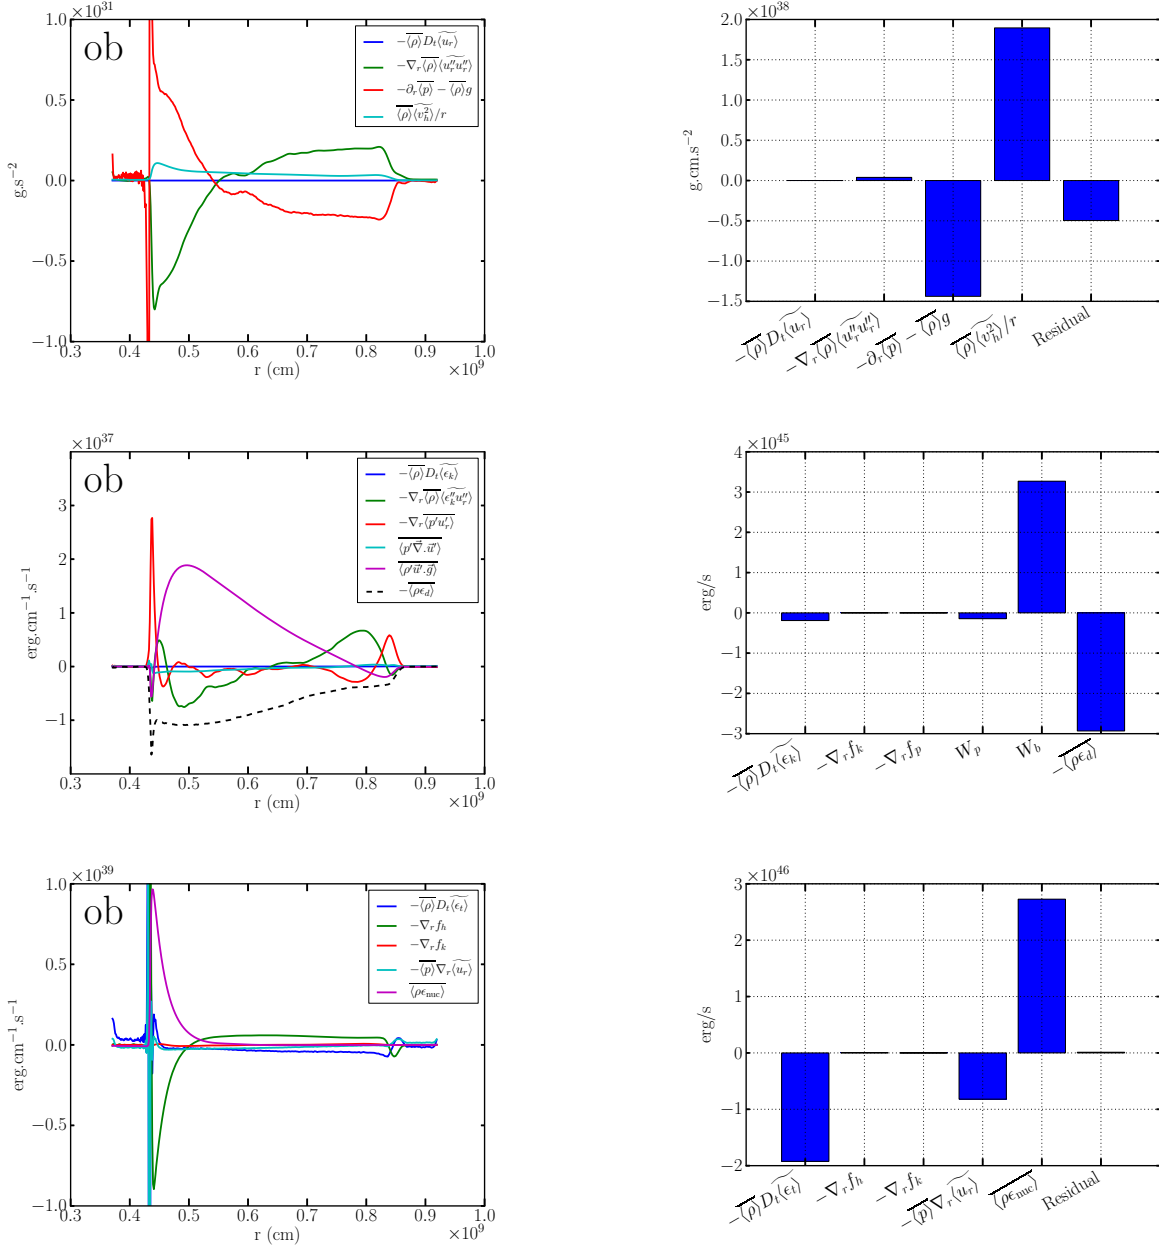 ×10^31
ob
1.0
0.5
0.0
−0.5
−1.0
g.s^−2
0.3 0.4 0.5 0.6 0.7 0.8 0.9 1.0
r (cm)
×10^9
−⟨ρ⟩D_t⟨u_r⟩
−∇_r⟨ρ⟩⟨u''_r u''_r⟩
−∂_r⟨p⟩ − ⟨ρ⟩g
⟨ρ⟩⟨v_h^2⟩/r
×10^38
2.0
1.5
1.0
0.5
0.0
−0.5
−1.0
−1.5
g.cm.s^−2
−⟨ρ⟩D_t⟨u_r⟩
−∇_r⟨ρ⟩⟨u''_r u''_r⟩
−∂_r⟨p⟩ − ⟨ρ⟩g
⟨ρ⟩⟨v_h^2⟩/r
Residual
×10^37
ob
3
2
1
0
−1
erg.cm^−1.s^−1
0.3 0.4 0.5 0.6 0.7 0.8 0.9 1.0
r (cm)
×10^9
−⟨ρ⟩D_t⟨ϵ_k⟩
−∇_r⟨ρ⟩⟨ϵ''_k u''_r⟩
−∇_r⟨p'u'_r⟩
⟨p'∇.u'⟩
⟨ρ'u'.g⟩
−⟨ρϵ_d⟩
×10^45
4
3
2
1
0
−1
−2
−3
erg/s
−⟨ρ⟩D_t⟨ϵ_k⟩
−∇_r f_k
−∇_r f_p
W_p
W_b
−⟨ρϵ_d⟩
×10^39
ob
1.0
0.5
0.0
−0.5
−1.0
erg.cm^−1.s^−1
0.3 0.4 0.5 0.6 0.7 0.8 0.9 1.0
r (cm)
×10^9
−⟨ρ⟩D_t⟨ϵ_t⟩
−∇_r f_h
−∇_r f_k
−⟨p⟩∇_r⟨u_r⟩
⟨ρϵ_nuc⟩
×10^46
3
2
1
0
−1
−2
erg/s
−⟨ρ⟩D_t⟨ϵ_t⟩
−∇_r f_h
−∇_r f_k
−⟨p⟩∇_r⟨u_r⟩
⟨ρϵ_nuc⟩
Residual